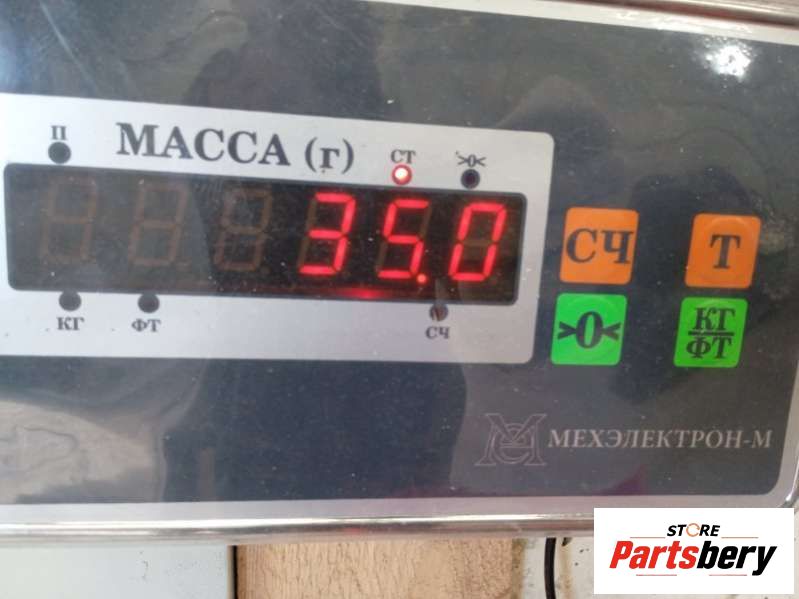 П
МАССА (г)
СТ
>0<
35.0
КГ
ФТ
СЧ
СЧ
Т
>0<
КГ
ФТ
МЕХЭЛЕКТРОН-М
STORE
Partsbery